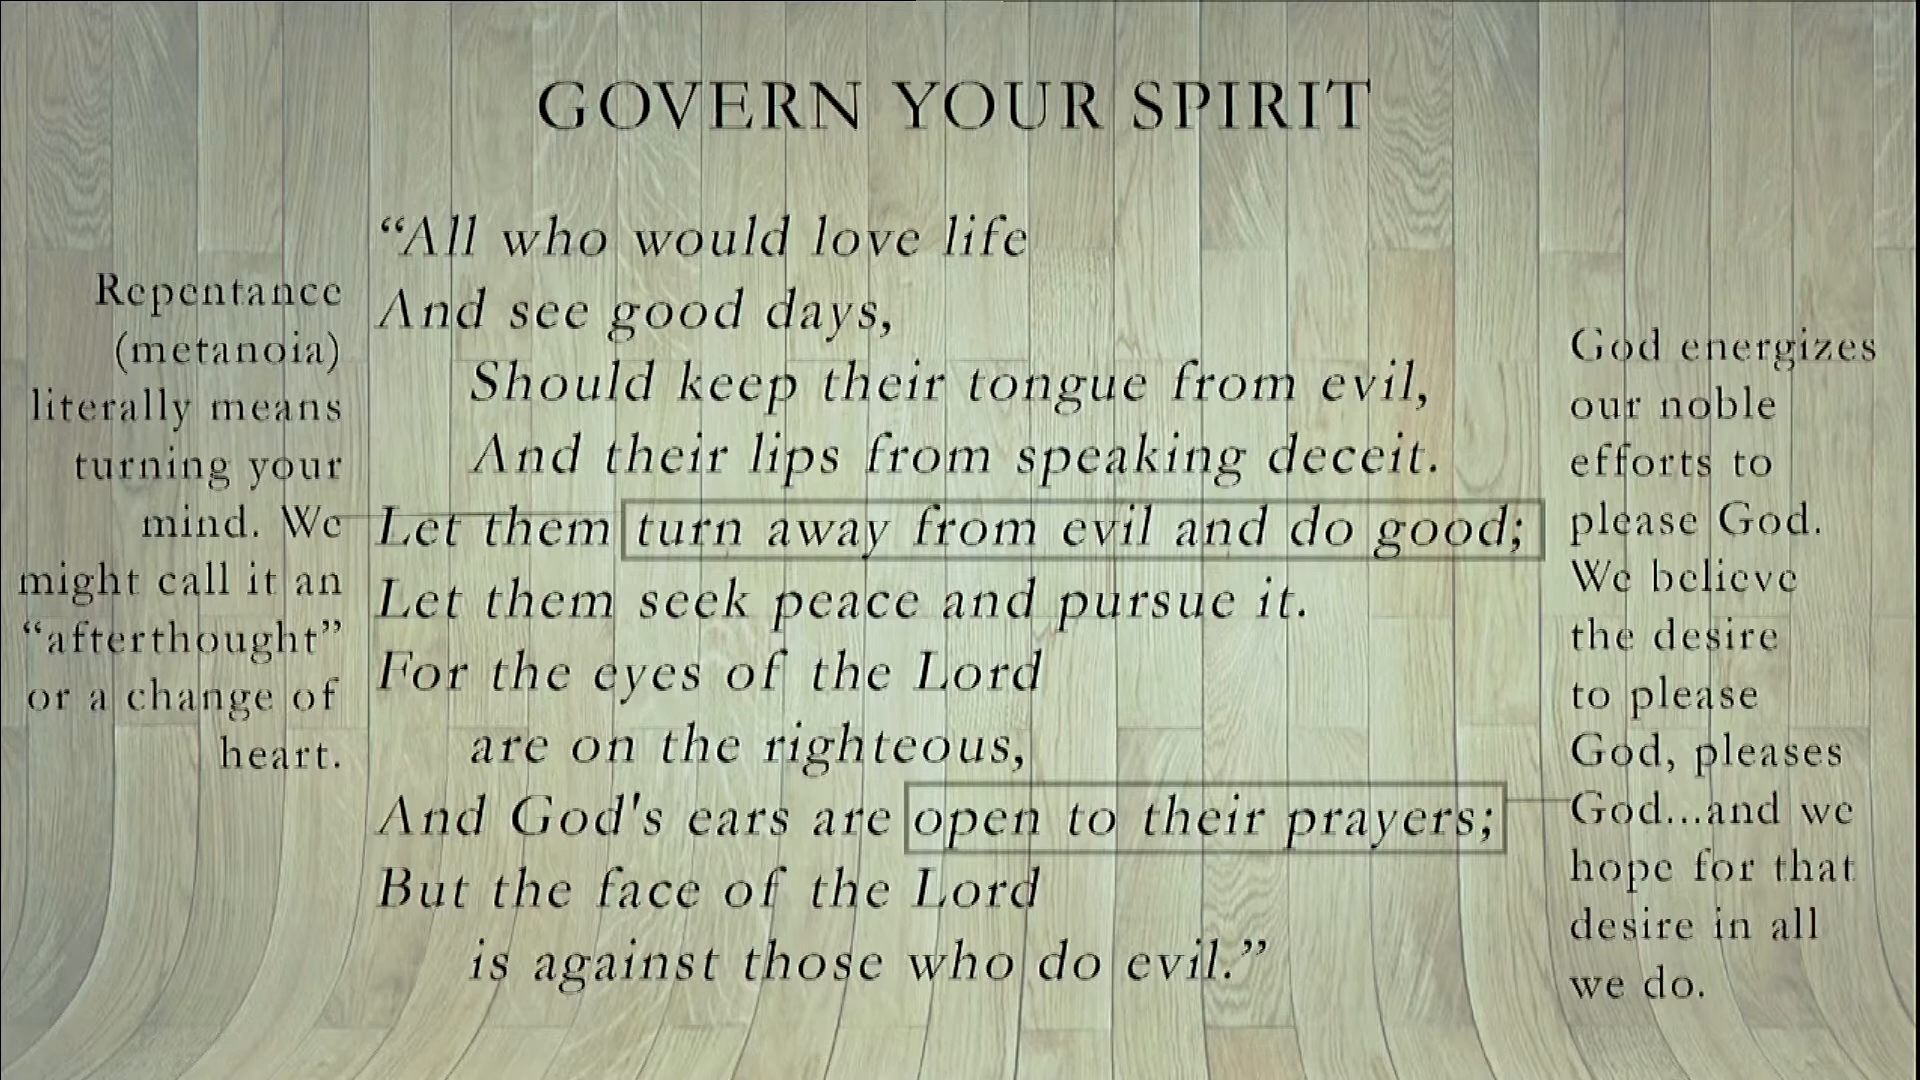 GOVERN YOUR SPIRIT
Repentance
(metanoia)
literally means
turning your
mind. We
might call it an
“afterthought”
or a change of
heart.
“All who would love life
And see good days,
Should keep their tongue from evil,
And their lips from speaking deceit.
Let them turn away from evil and do good;
Let them seek peace and pursue it.
For the eyes of the Lord
are on the righteous,
And God's ears are open to their prayers;
But the face of the Lord
is against those who do evil.”
God energizes
our noble
efforts to
please God.
We believe
the desire
to please
God, pleases
God...and we
hope for that
desire in all
we do.